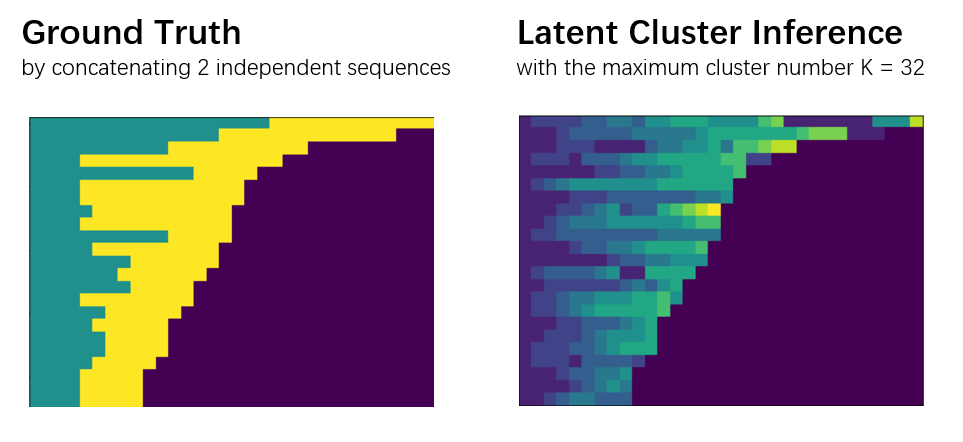 Ground Truth
by concatenating 2 independent sequences
Latent Cluster Inference
with the maximum cluster number K = 32